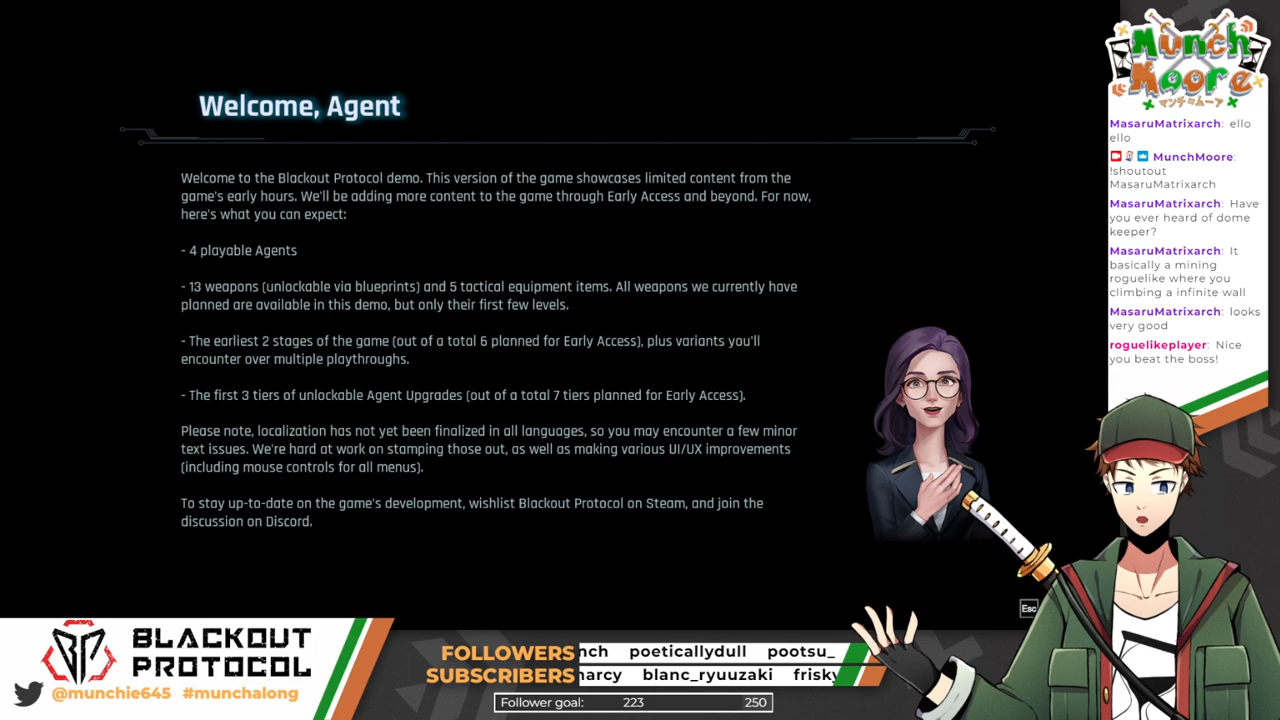 Welcome, Agent
Welcome to the Blackout Protocol demo. This version of the game showcases limited content from the
game's early hours. We'll be adding more content to the game through Early Access and beyond. For now,
here's what you can expect:
- 4 playable Agents
- 13 weapons (unlockable via blueprints) and 5 tactical equipment items. All weapons we currently have
planned are available in this demo, but only their first few levels.
- The earliest 2 stages of the game (out of a total 6 planned for Early Access), plus variants you'll
encounter over multiple playthroughs.
- The first 3 tiers of unlockable Agent Upgrades (out of a total 7 tiers planned for Early Access).
Please note, localization has not yet been finalized in all languages, so you may encounter a few minor
text issues. We're hard at work on stamping those out, as well as making various UI/UX improvements
(including mouse controls for all menus).
To stay up-to-date on the game's development, wishlist Blackout Protocol on Steam, and join the
discussion on Discord.
Esc
Munch
Moore
マンチ・ムーア
MasaruMatrixarch: ello
ello
MunchMoore:
!shoutout
MasaruMatrixarch
MasaruMatrixarch: Have
you ever heard of dome
keeper?
MasaruMatrixarch: It
basically a mining
roguelike where you
climbing a infinite wall
MasaruMatrixarch: looks
very good
roguelikeplayer: Nice
you beat the boss!
BLACKOUT
PROTOCOL
@munchie645 #munchalong
FOLLOWERS nch poeticallydull pootsu_
SUBSCRIBERS narcy blanc_ryuuzaki frisky
Follower goal: 223 250